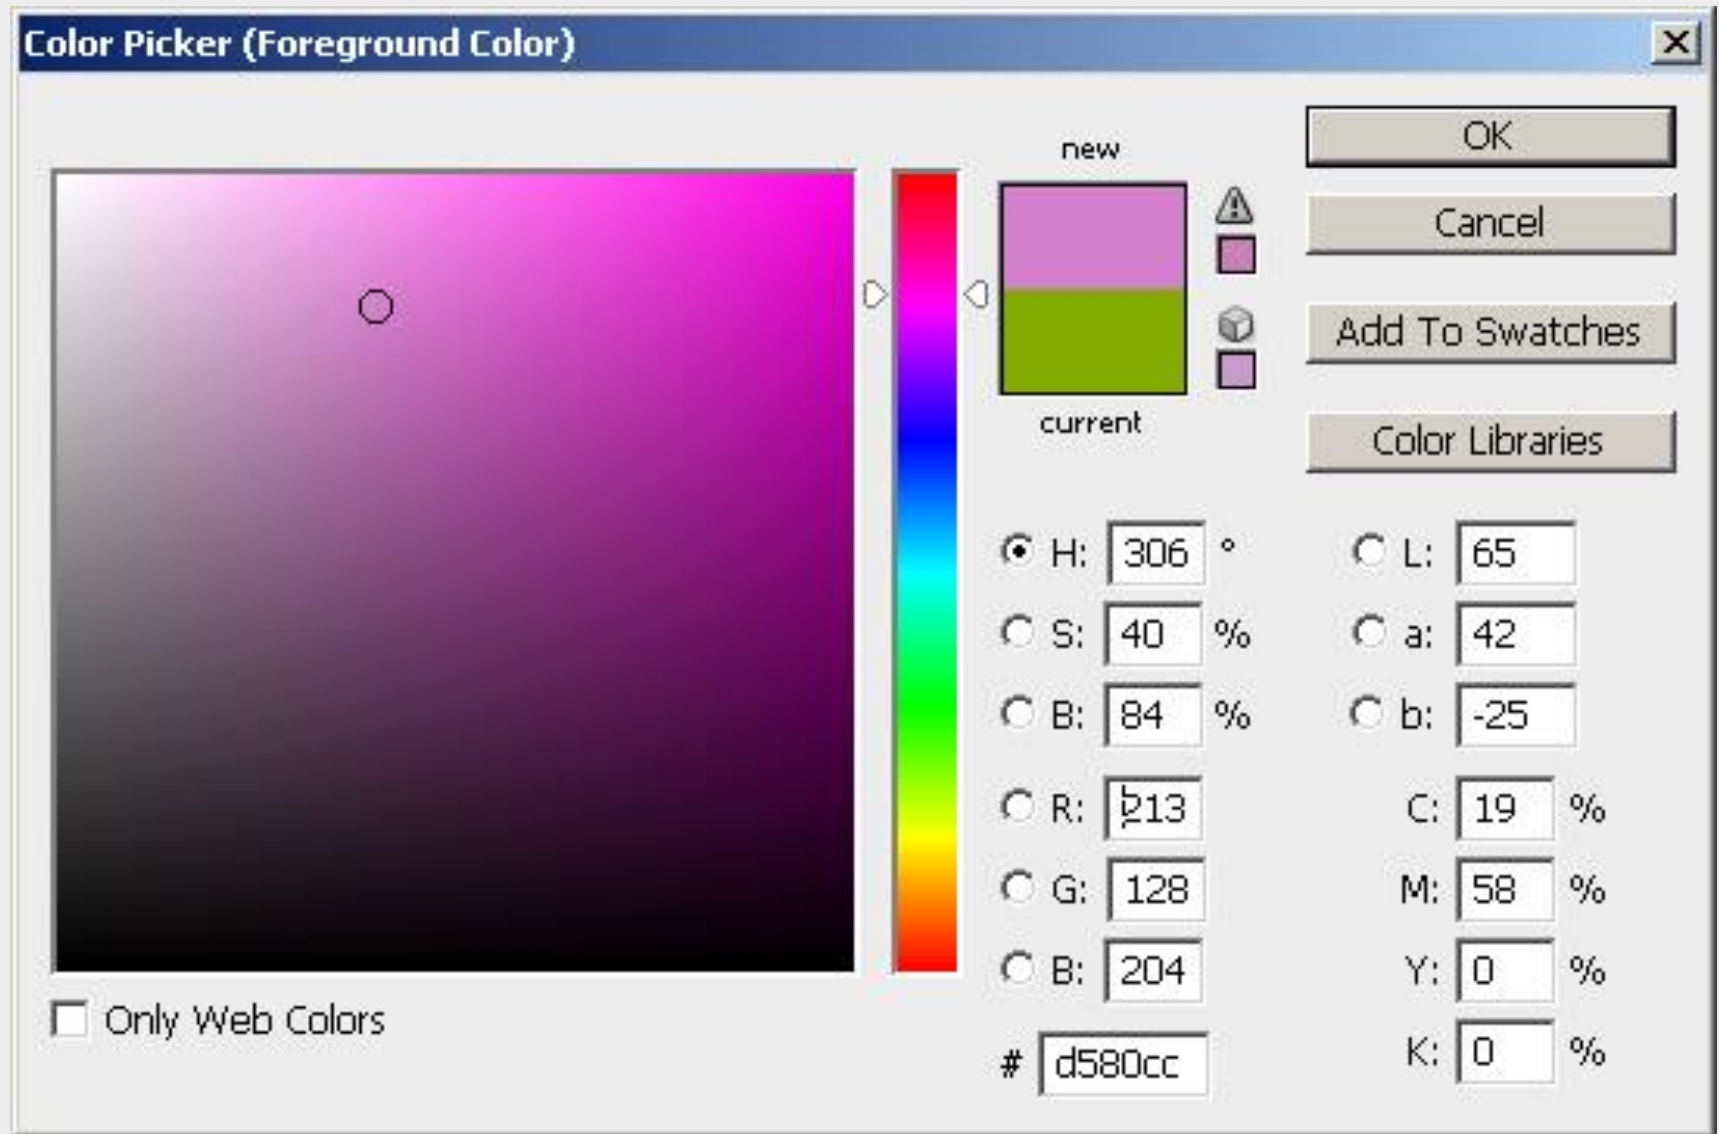 Color Picker (Foreground Color)
new
current
OK
Cancel
Add To Swatches
Color Libraries
H: 306 °
S: 40 %
B: 84 %
R: 213
G: 128
B: 204
# d580cc
L: 65
a: 42
b: -25
C: 19 %
M: 58 %
Y: 0 %
K: 0 %
Only Web Colors